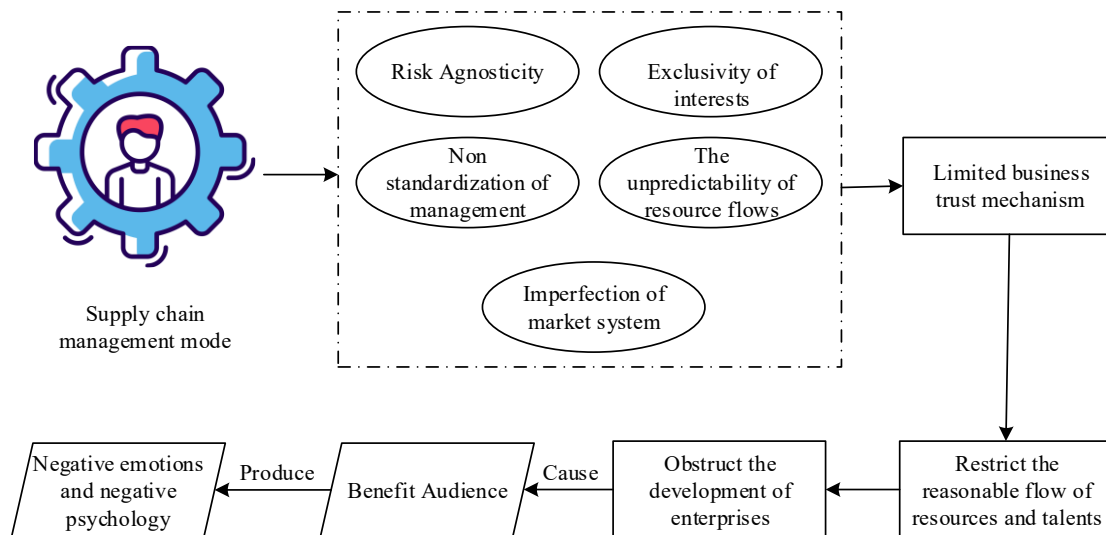 Risk Agnosticity
Exclusivity of
interests
Non
standardization of
management
The
unpredictability of
resource flows
Imperfection of
market system
Supply chain
management mode
Limited business
trust mechanism
Restrict the
reasonable flow of
resources and talents
Obstruct the
development of
enterprises
Cause
Benefit Audience
Produce
Negative emotions
and negative
psychology